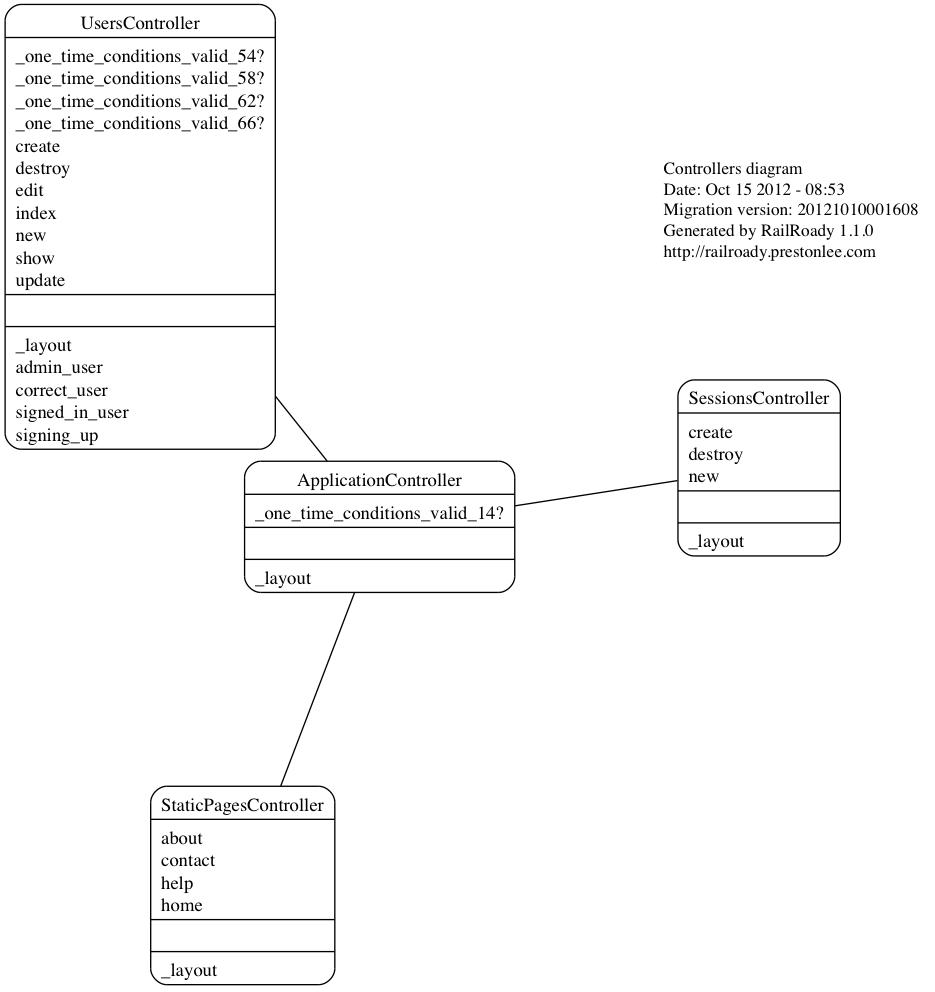 UsersController
_one_time_conditions_valid_54?
_one_time_conditions_valid_58?
_one_time_conditions_valid_62?
_one_time_conditions_valid_66?
create
destroy
edit
index
new
show
update
_layout
admin_user
correct_user
signed_in_user
signing_up
Controllers diagram
Date: Oct 15 2012 - 08:53
Migration version: 20121010001608
Generated by RailRoady 1.1.0
http://railroady.prestonlee.com
SessionsController
create
destroy
new
_layout
ApplicationController
_one_time_conditions_valid_14?
_layout
StaticPagesController
about
contact
help
home
_layout